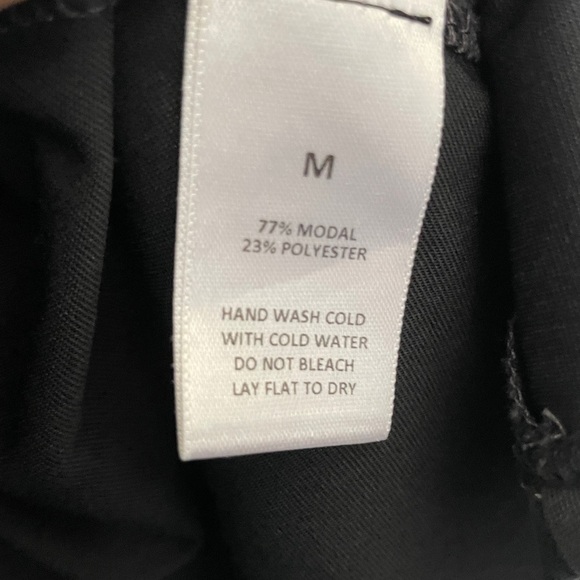 M
77% MODAL
23% POLYESTER
HAND WASH COLD
WITH COLD WATER
DO NOT BLEACH
LAY FLAT TO DRY